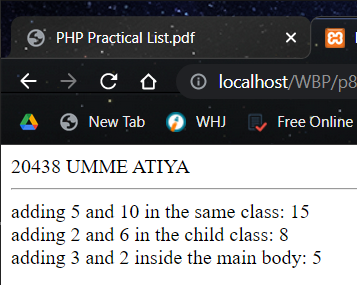 PHP Practical List.pdf
localhost/WBP/p8
New Tab
WHJ
Free Online
20438 UMME ATIYA
adding 5 and 10 in the same class: 15
adding 2 and 6 in the child class: 8
adding 3 and 2 inside the main body: 5